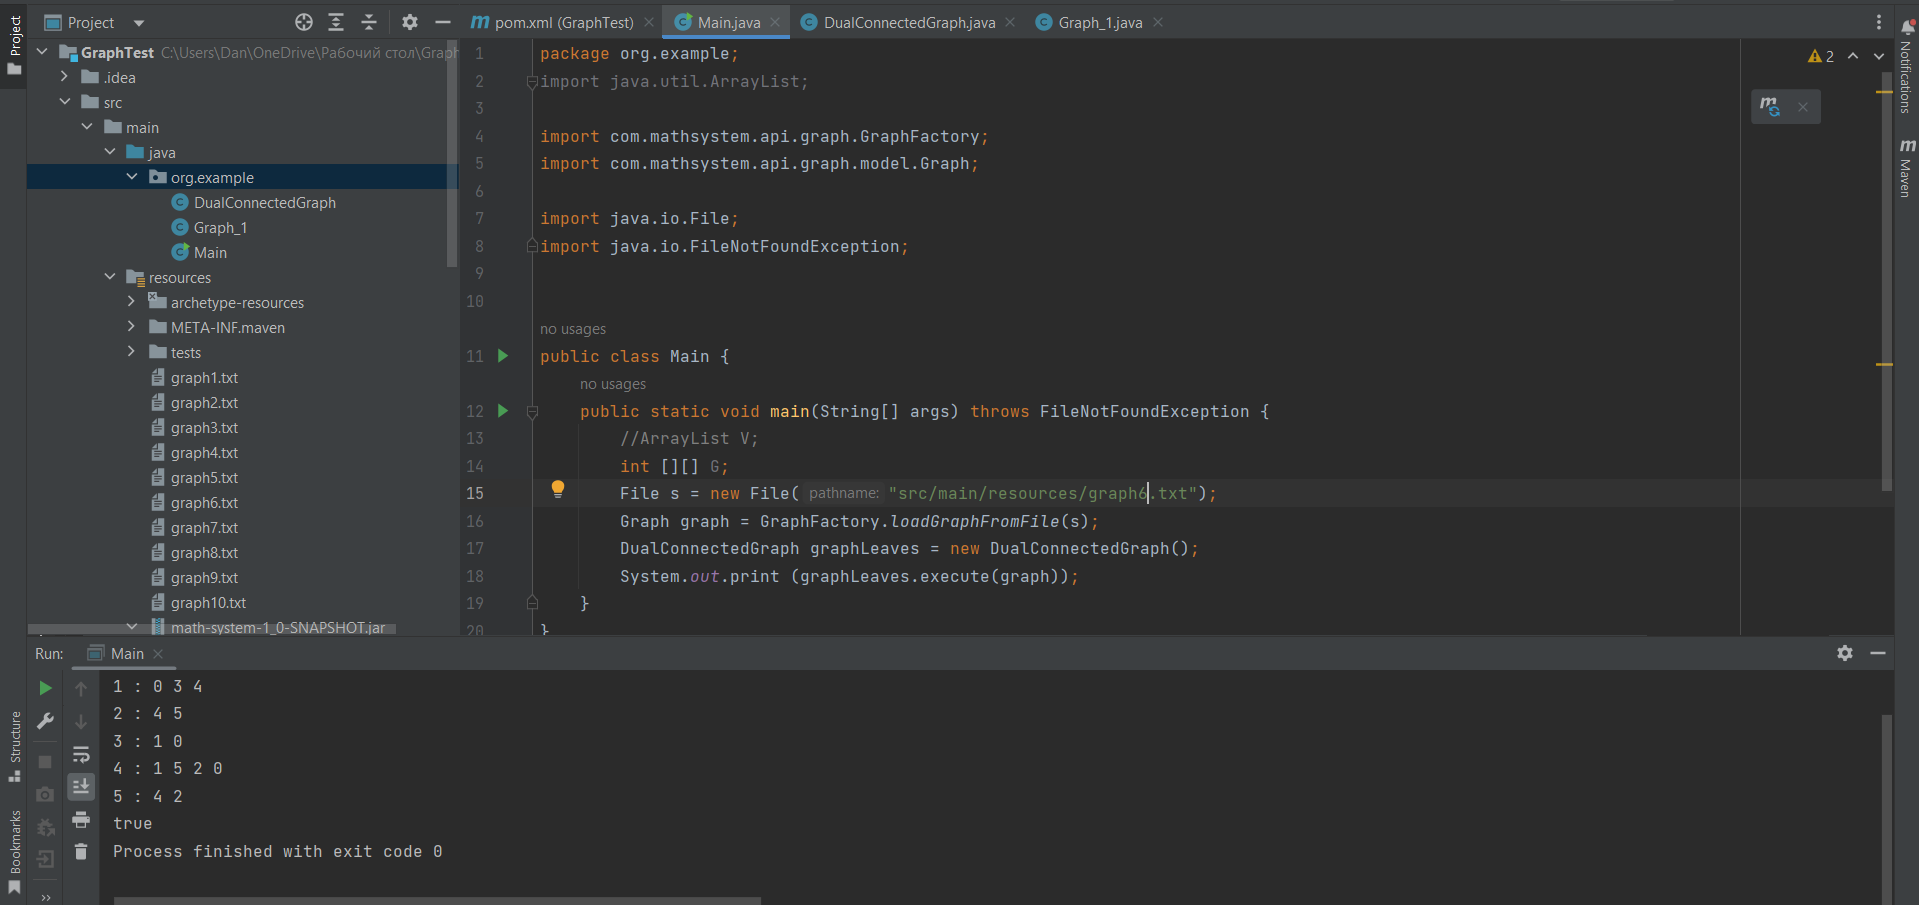 Project
pom.xml (GraphTest)
Main.java
DualConnectedGraph.java
Graph_1.java
Project
GraphTest C:\Users\Dan\OneDrive\Рабочий стол\Graph
.idea
src
main
java
org.example
DualConnectedGraph
Graph_1
Main
resources
archetype-resources
META-INF.maven
tests
graph1.txt
graph2.txt
graph3.txt
graph4.txt
graph5.txt
graph6.txt
graph7.txt
graph8.txt
graph9.txt
graph10.txt
math-system-1_0-SNAPSHOT.jar
1 package org.example;
2 import java.util.ArrayList;
3
4 import com.mathsystem.api.graph.GraphFactory;
5 import com.mathsystem.api.graph.model.Graph;
6
7 import java.io.File;
8 import java.io.FileNotFoundException;
9
10
no usages
11 public class Main {
no usages
12 public static void main(String[] args) throws FileNotFoundException {
13 //ArrayList V;
14 int [][] G;
15 File s = new File( pathname: "src/main/resources/graph6.txt");
16 Graph graph = GraphFactory.loadGraphFromFile(s);
17 DualConnectedGraph graphLeaves = new DualConnectedGraph();
18 System.out.print (graphLeaves.execute(graph));
19 }
20 }
2
Notifications
Maven
Run: Main
1 : 0 3 4
2 : 4 5
3 : 1 0
4 : 1 5 2 0
5 : 4 2
true
Process finished with exit code 0
Structure
Bookmarks